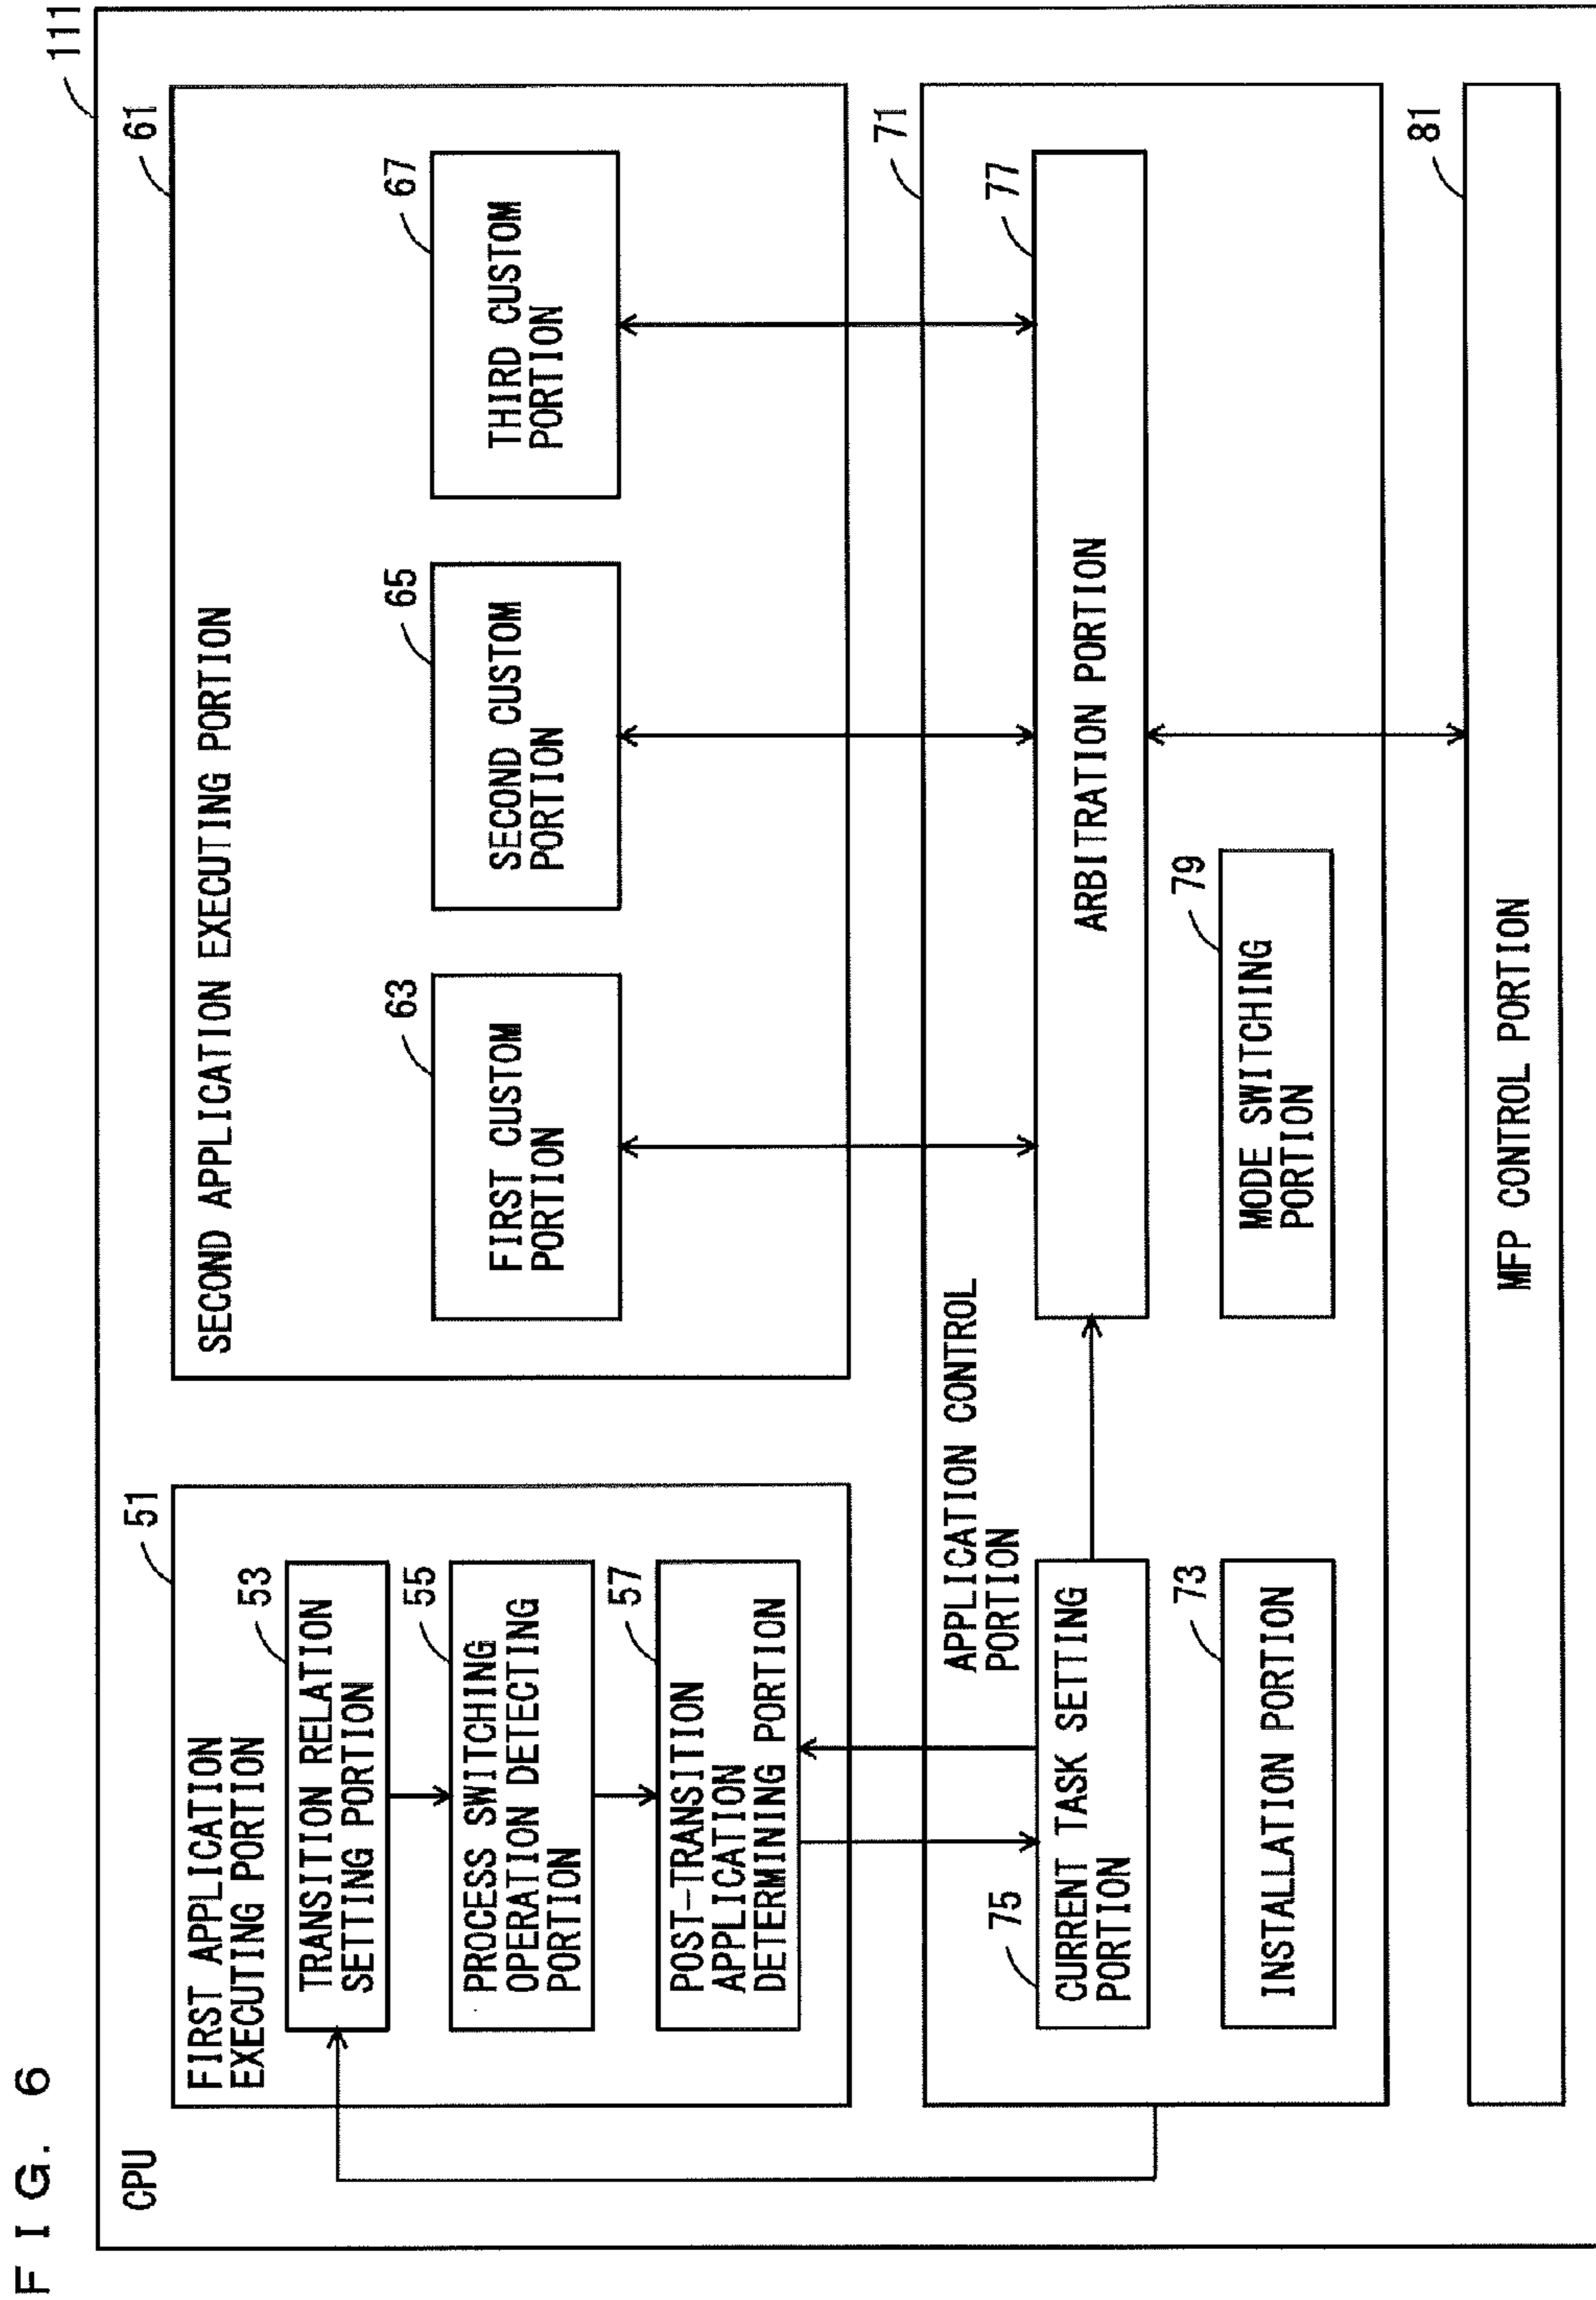 FIG. 6
111
CPU
51
FIRST APPLICATION
EXECUTING PORTION
53
TRANSITION RELATION
SETTING PORTION
55
PROCESS SWITCHING
OPERATION DETECTING
PORTION
57
POST-TRANSITION
APPLICATION
DETERMINING PORTION
61
SECOND APPLICATION EXECUTING PORTION
63
FIRST CUSTOM
PORTION
65
SECOND CUSTOM
PORTION
67
THIRD CUSTOM
PORTION
71
APPLICATION CONTROL
PORTION
75
CURRENT TASK SETTING
PORTION
77
ARBITRATION PORTION
73
INSTALLATION PORTION
79
MODE SWITCHING
PORTION
81
MFP CONTROL PORTION